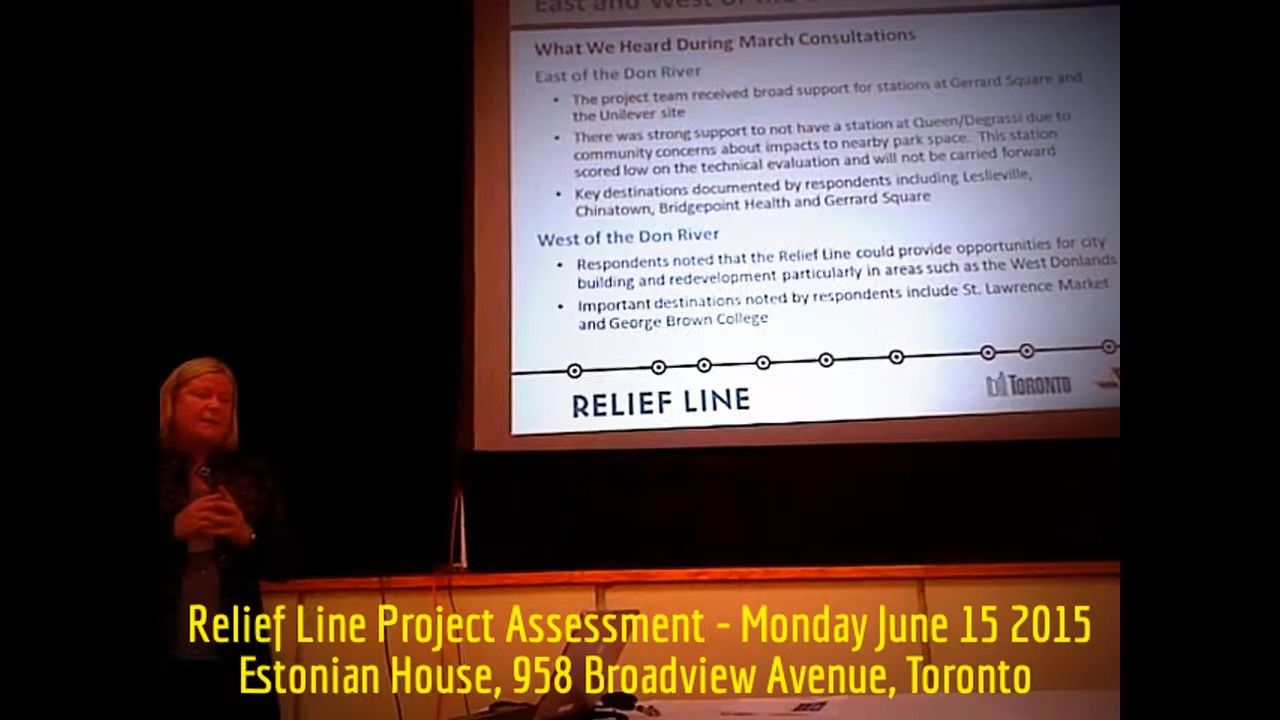 East and West of the
What We Heard During March Consultations
East of the Don River
• The project team received broad support for stations at Gerrard Square and
the Unilever site
• There was strong support to not have a station at Queen/Degrassi due to
community concerns about impacts to nearby park space. This station
scored low on the technical evaluation and will not be carried forward
• Key destinations documented by respondents including Leslieville,
Chinatown, Bridgepoint Health and Gerrard Square
West of the Don River
• Respondents noted that the Relief Line could provide opportunities for city
building and redevelopment particularly in areas such as the West Donlands
• Important destinations noted by respondents include St. Lawrence Market
and George Brown College
RELIEF LINE
TORONTO
Relief Line Project Assessment - Monday June 15 2015
Estonian House, 958 Broadview Avenue, Toronto